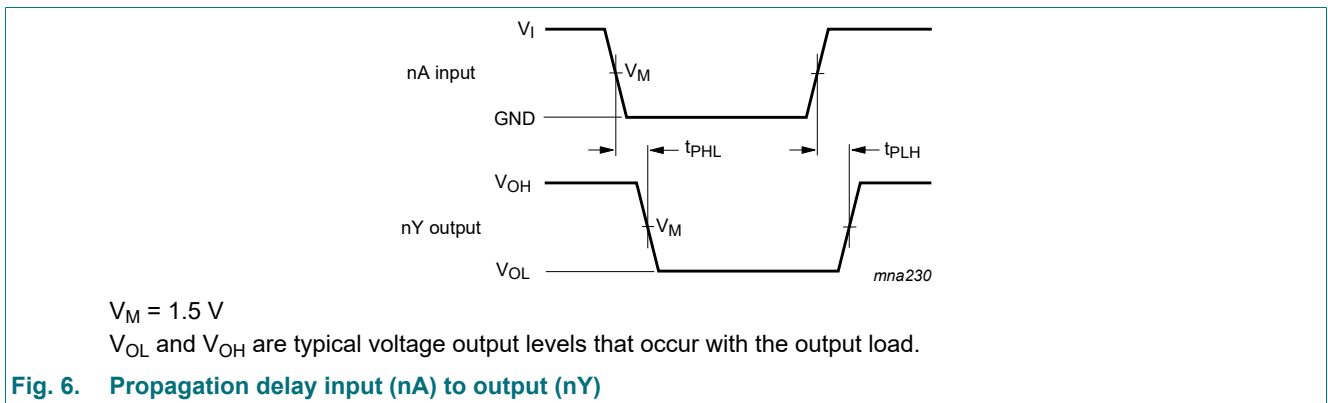 VI
nA input
VM
GND
tPHL
tPLH
VOH
nY output
VM
VOL
mna230
VM = 1.5 V
VOL and VOH are typical voltage output levels that occur with the output load.
Fig. 6. Propagation delay input (nA) to output (nY)